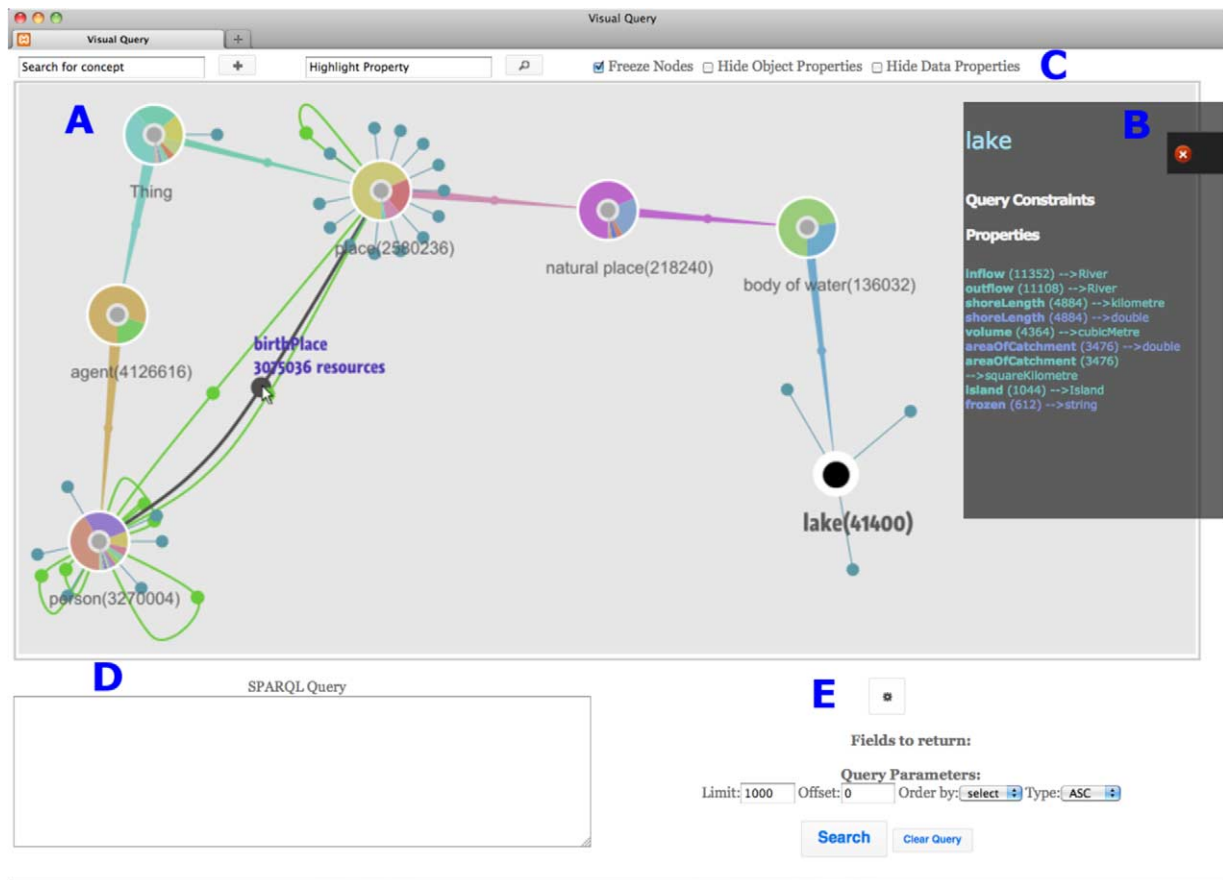 Visual Query
Visual Query
Search for concept
Highlight Property
Freeze Nodes Hide Object Properties Hide Data Properties
C
A
Thing
place(2580236)
natural place(218240)
body of water(136032)
agent(4126616)
birthPlace
3075036 resources
person(3270004)
lake(41400)
B
lake
Query Constraints
Properties
inflow (11352) -->River
outflow (11108) -->River
shoreLength (4884) -->kilometre
shoreLength (4884) -->double
volume (4364) -->cubicMetre
areaOfCatchment (3476) -->double
areaOfCatchment (3476)
-->squareKilometre
island (1044) -->Island
frozen (612) -->string
D
SPARQL Query
E
Fields to return:
Query Parameters:
Limit: 1000 Offset: 0 Order by: select Type: ASC
Search Clear Query